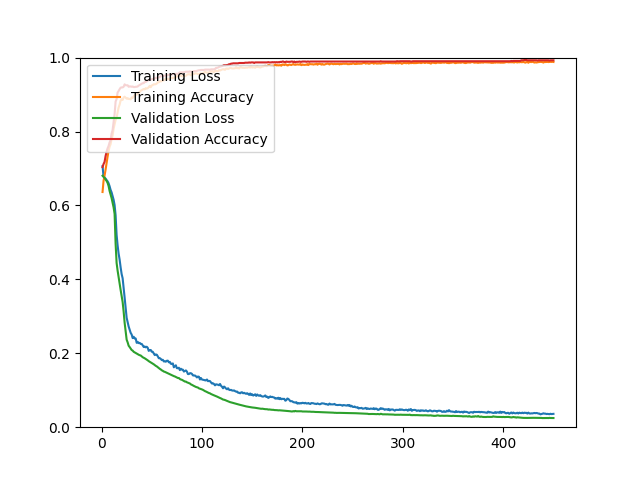 1.0
0.8
0.6
0.4
0.2
0.0
Training Loss
Training Accuracy
Validation Loss
Validation Accuracy
0 100 200 300 400